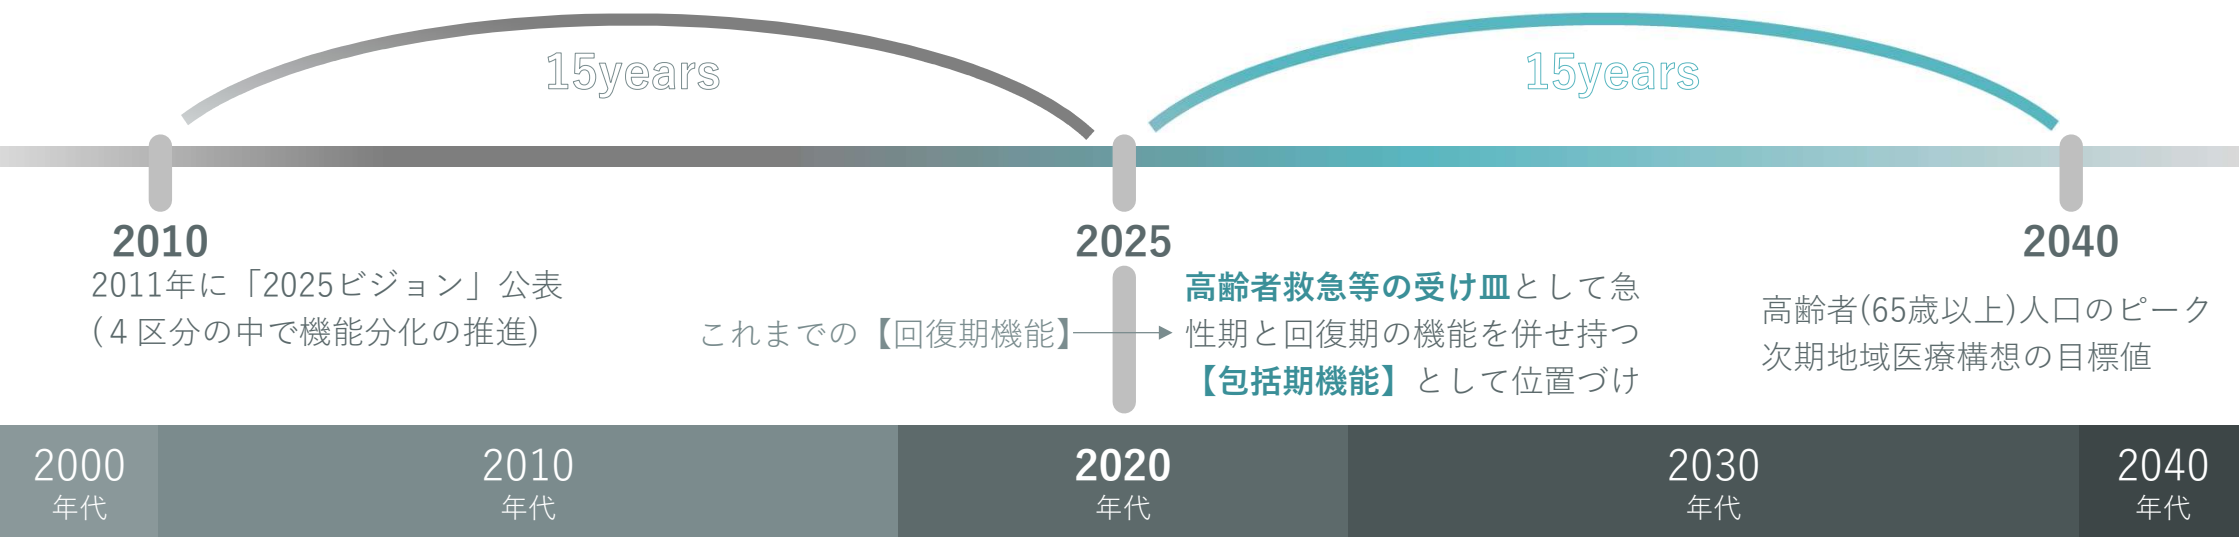 15years
15years
2010
2011年に「2025ビジョン」公表
(４区分の中で機能分化の推進)
2025
これまでの【回復期機能】
高齢者救急等の受け皿として急
性期と回復期の機能を併せ持つ
【包括期機能】として位置づけ
2040
高齢者(65歳以上)人口のピーク
次期地域医療構想の目標値
2000
年代
2010
年代
2020
年代
2030
年代
2040
年代